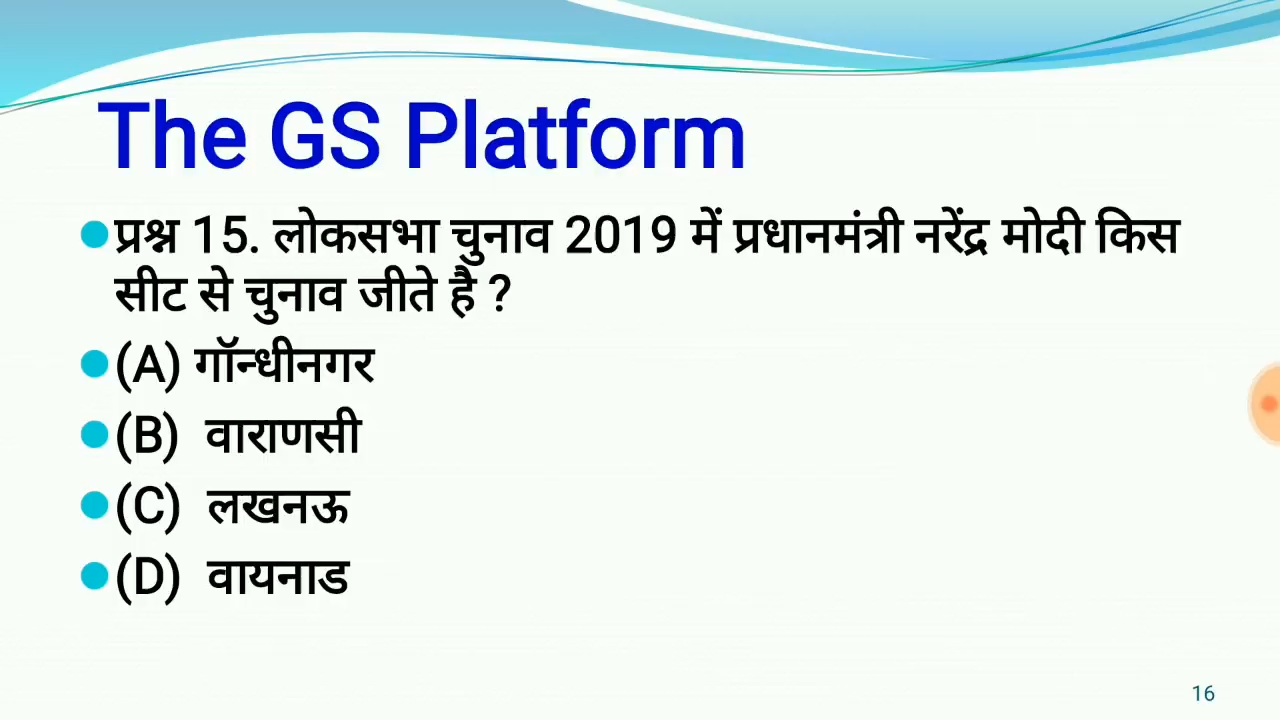 The GS Platform
प्रश्न 15. लोकसभा चुनाव 2019 में प्रधानमंत्री नरेंद्र मोदी किस
सीट से चुनाव जीते है ?
(A) गॉन्धीनगर
(B) वाराणसी
(C) लखनऊ
(D) वायनाड
16